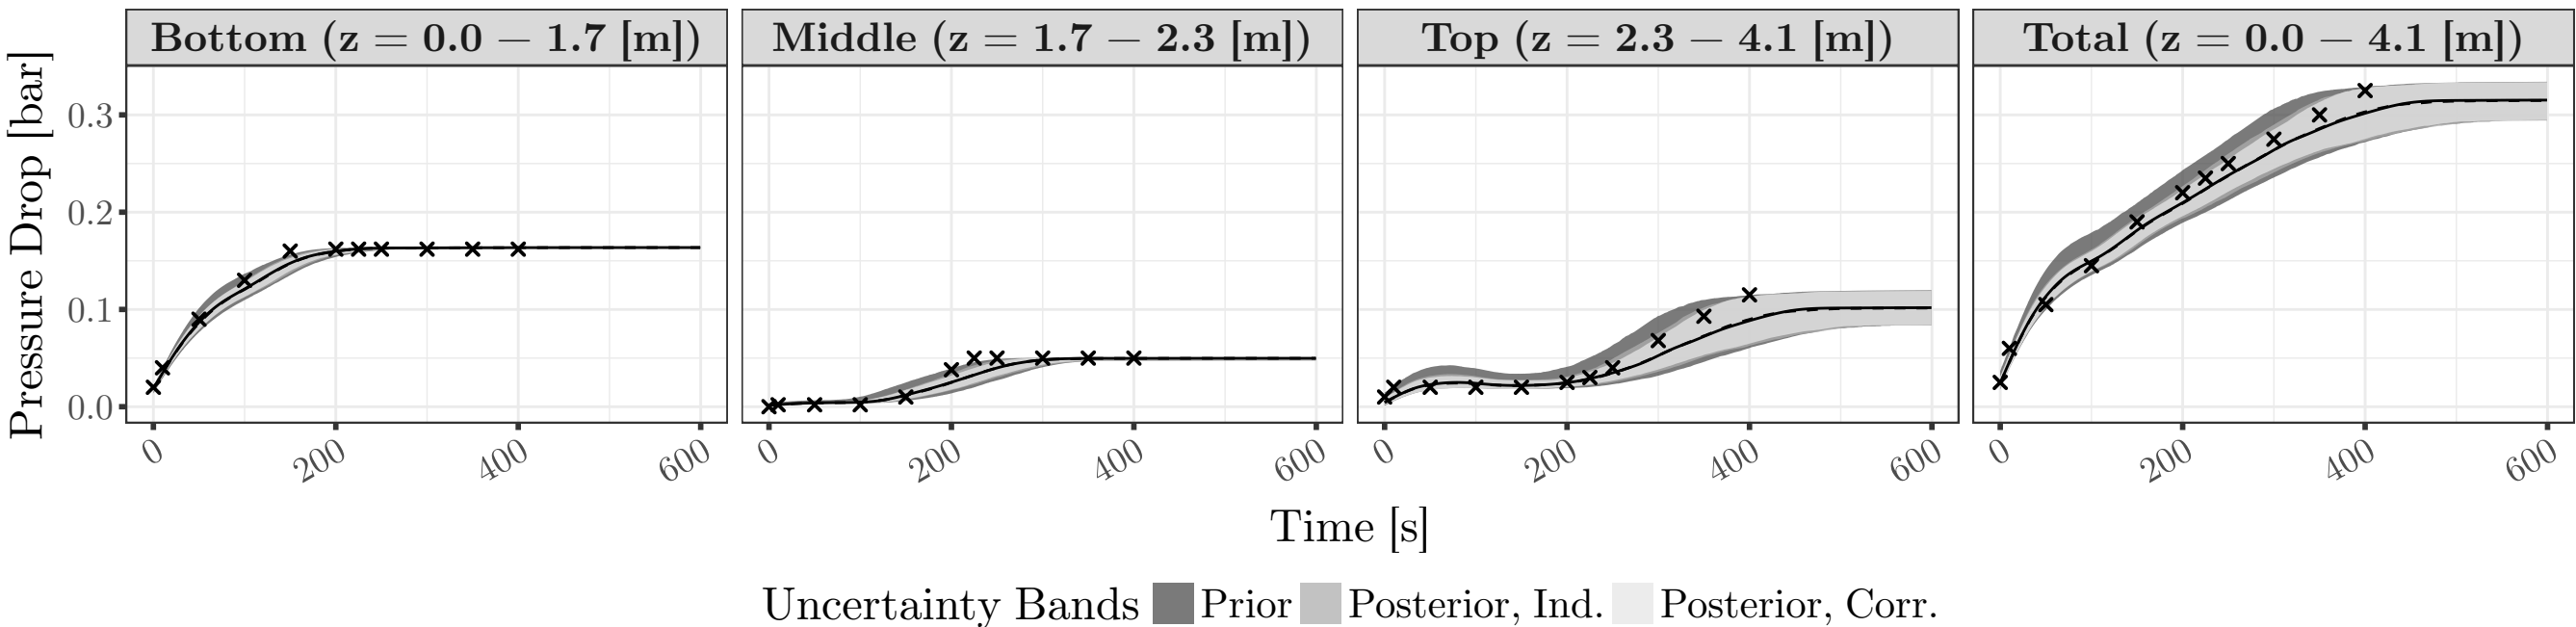 Bottom (z = 0.0 − 1.7 [m])
Middle (z = 1.7 − 2.3 [m])
Top (z = 2.3 − 4.1 [m])
Total (z = 0.0 − 4.1 [m])
Pressure Drop [bar]
0.3
0.2
0.1
0.0
0 200 400 600
0 200 400 600
0 200 400 600
0 200 400 600
Time [s]
Uncertainty Bands Prior Posterior, Ind. Posterior, Corr.